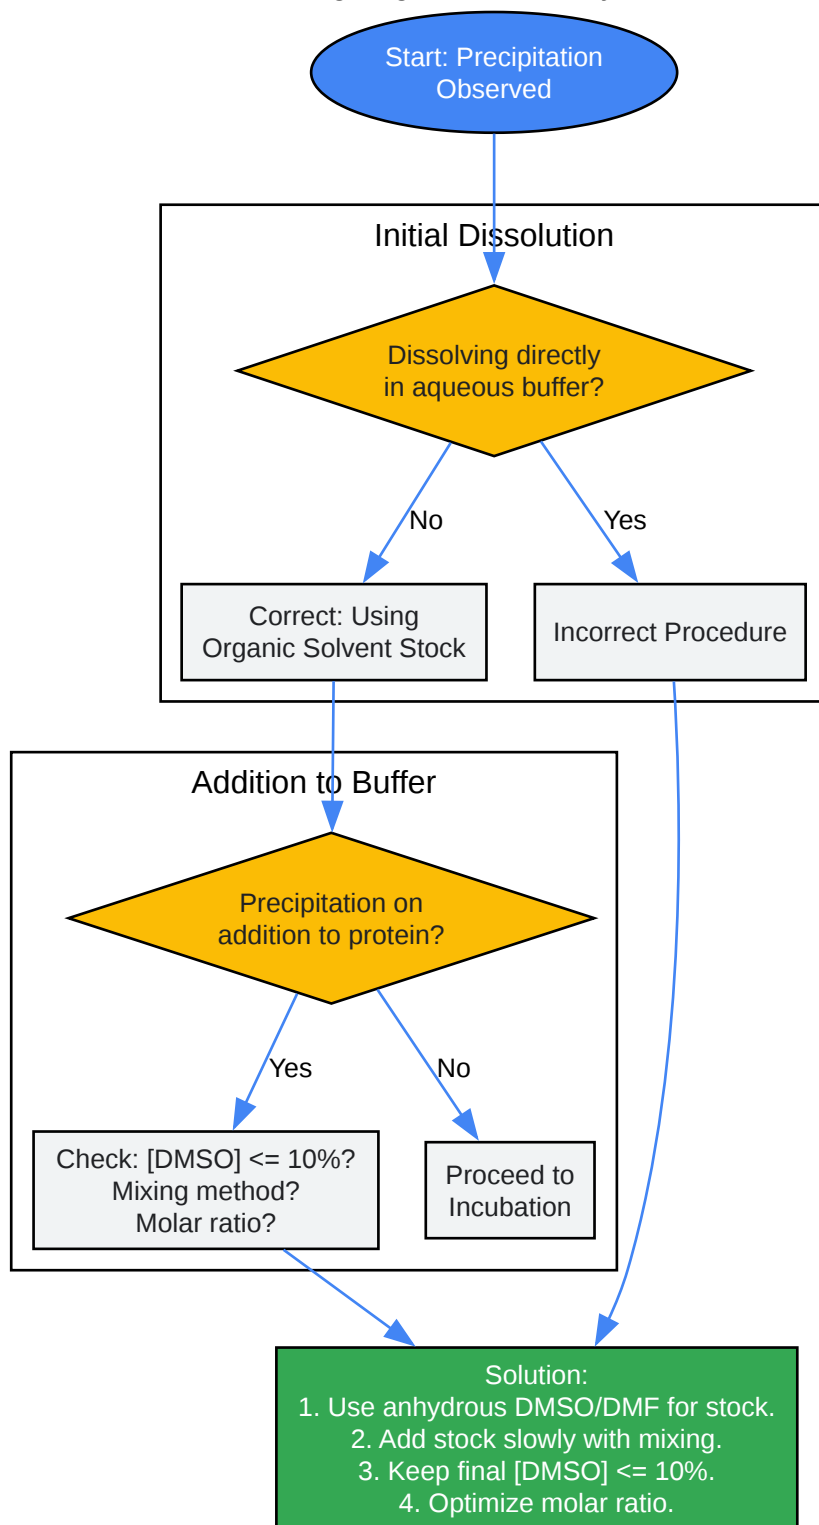 Start: Precipitation
Observed
Initial Dissolution
Dissolving directly
in aqueous buffer?
No
Yes
Correct: Using
Organic Solvent Stock
Incorrect Procedure
Addition to Buffer
Precipitation on
addition to protein?
Yes
No
Check: [DMSO] <= 10%?
Mixing method?
Molar ratio?
Proceed to
Incubation
Solution:
1. Use anhydrous DMSO/DMF for stock.
2. Add stock slowly with mixing.
3. Keep final [DMSO] <= 10%.
4. Optimize molar ratio.